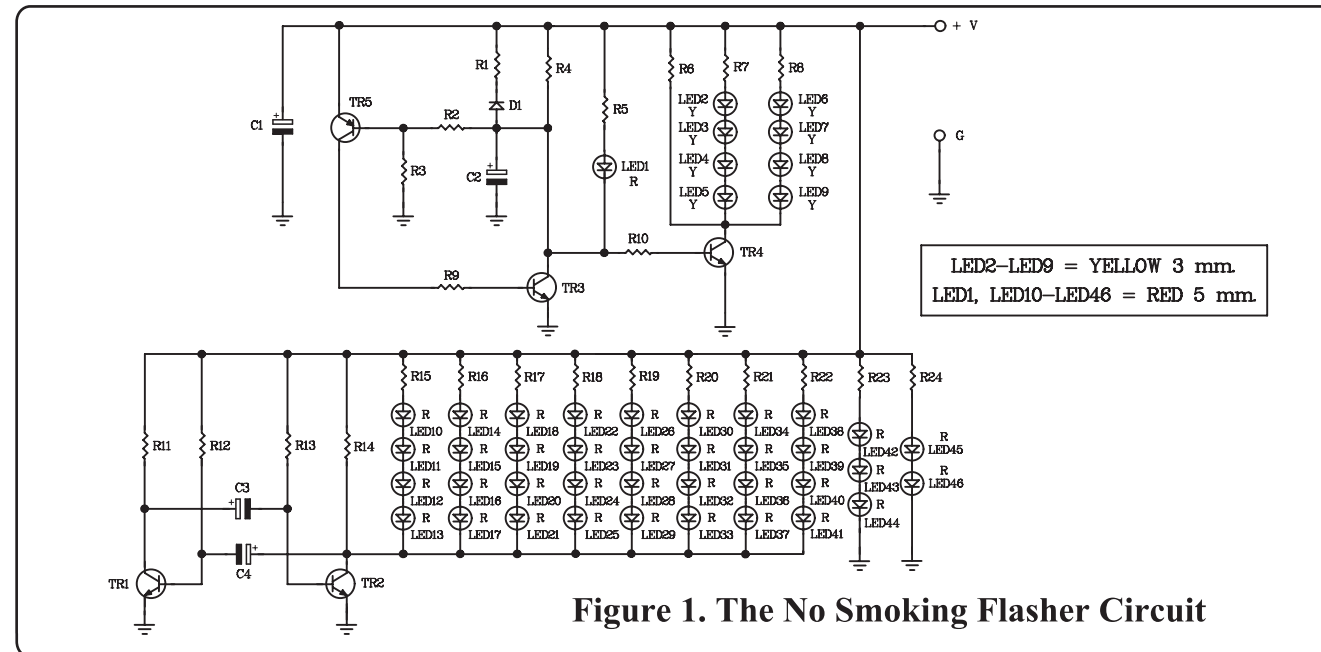 + V
R1
R4
R6
R7
R8
TR5
D1
R5
LED2
Y
LED6
Y
C1
+
R2
LED3
Y
LED7
Y
G
R3
C2
+
LED1
R
LED4
Y
LED8
Y
LED5
Y
LED9
Y
R10
TR4
R9
TR3
LED2-LED9 = YELLOW 3 mm.
LED1, LED10-LED46 = RED 5 mm.
R15
R16
R17
R18
R19
R20
R21
R22
R23
R24
R11
R12
R13
R14
R
LED10
R
LED14
R
LED18
R
LED22
R
LED26
R
LED30
R
LED34
R
LED38
R
LED42
R
LED45
R
LED11
R
LED15
R
LED19
R
LED23
R
LED27
R
LED31
R
LED35
R
LED39
R
LED43
R
LED46
C3
+
R
LED12
R
LED16
R
LED20
R
LED24
R
LED28
R
LED32
R
LED36
R
LED40
R
LED44
C4
+
R
LED13
R
LED17
R
LED21
R
LED25
R
LED29
R
LED33
R
LED37
R
LED41
TR1
TR2
Figure 1. The No Smoking Flasher Circuit